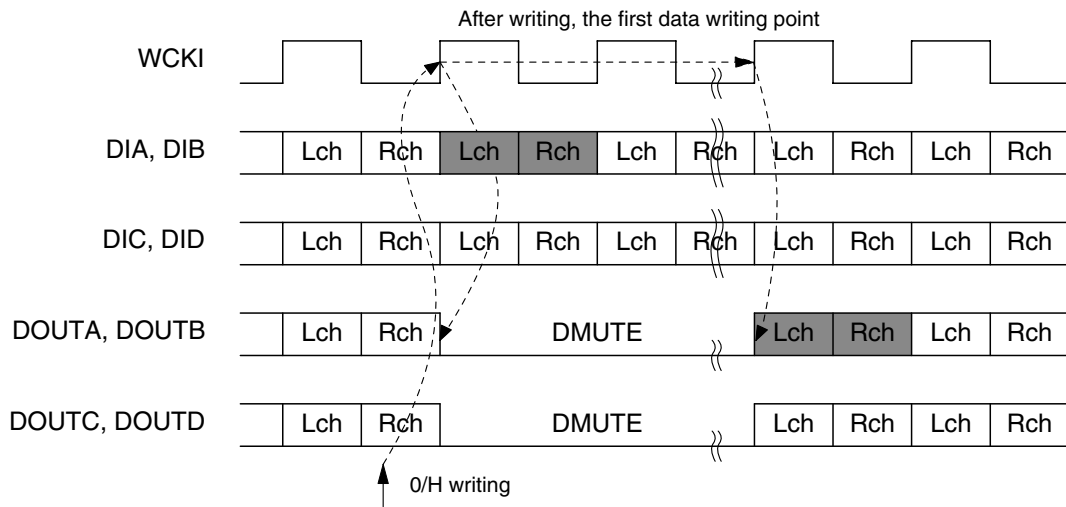 After writing, the first data writing point
WCKI
DIA, DIB Lch Rch Lch Rch Lch Rch Lch Rch Lch Rch
DIC, DID Lch Rch Lch Rch Lch Rch Lch Rch Lch Rch
DOUTA, DOUTB Lch Rch DMUTE Lch Rch Lch Rch
DOUTC, DOUTD Lch Rch DMUTE Lch Rch Lch Rch
0/H writing